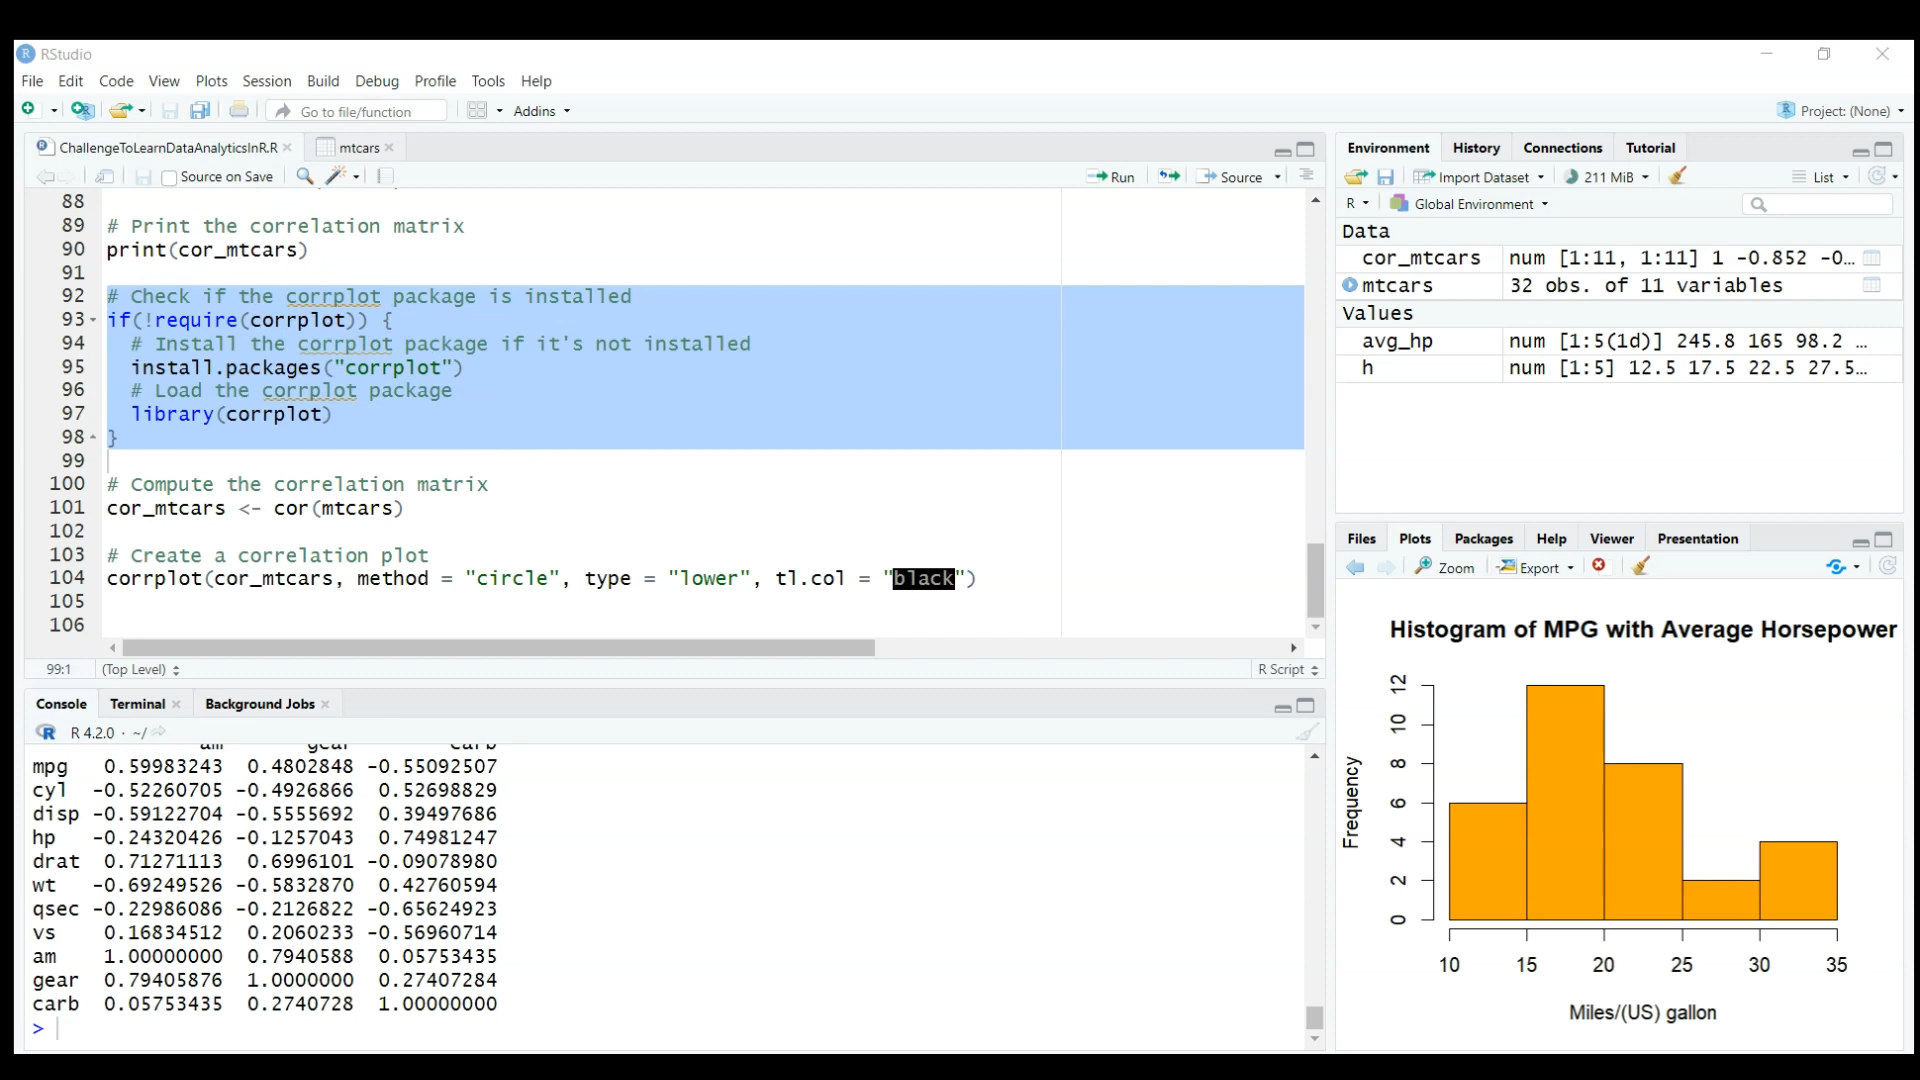 RStudio
File Edit Code View Plots Session Build Debug Profile Tools Help
Go to file/function Addins Project: (None)
ChallengeToLearnDataAnalyticsInR.R mtcars
Source on Save Run Source
88
89 # Print the correlation matrix
90 print(cor_mtcars)
91
92 # Check if the corrplot package is installed
93 if(!require(corrplot)) {
94 # Install the corrplot package if it's not installed
95 install.packages("corrplot")
96 # Load the corrplot package
97 library(corrplot)
98 }
99
100 # Compute the correlation matrix
101 cor_mtcars <- cor(mtcars)
102
103 # Create a correlation plot
104 corrplot(cor_mtcars, method = "circle", type = "lower", tl.col = "black")
105
106
99:1 (Top Level) R Script
Console Terminal Background Jobs
R 4.2.0 · ~/
am gear carb
mpg 0.59983243 0.4802848 -0.55092507
cyl -0.52260705 -0.4926866 0.52698829
disp -0.59122704 -0.5555692 0.39497686
hp -0.24320426 -0.1257043 0.74981247
drat 0.71271113 0.6996101 -0.09078980
wt -0.69249526 -0.5832870 0.42760594
qsec -0.22986086 -0.2126822 -0.65624923
vs 0.16834512 0.2060233 -0.56960714
am 1.00000000 0.7940588 0.05753435
gear 0.79405876 1.0000000 0.27407284
carb 0.05753435 0.2740728 1.00000000
>
Environment History Connections Tutorial
Import Dataset 211 MiB List
R Global Environment
Data
cor_mtcars num [1:11, 1:11] 1 -0.852 -0…
mtcars 32 obs. of 11 variables
Values
avg_hp num [1:5(1d)] 245.8 165 98.2 …
h num [1:5] 12.5 17.5 22.5 27.5…
Files Plots Packages Help Viewer Presentation
Zoom Export
Histogram of MPG with Average Horsepower
Frequency
12
10
8
6
4
2
0
10 15 20 25 30 35
Miles/(US) gallon